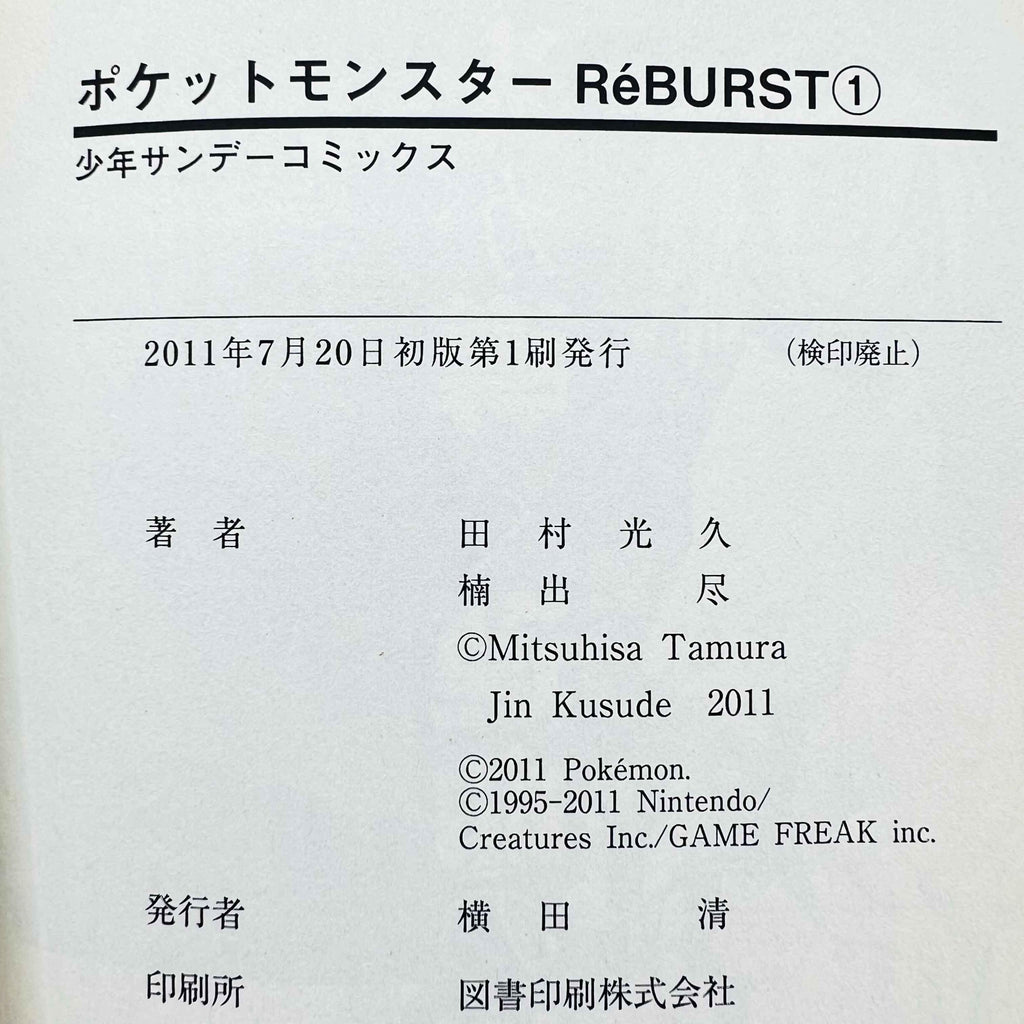 ポケットモンスター RéBURST①
少年サンデーコミックス
2011年7月20日初版第1刷発行 （検印廃止）
著者 田村光久
楠出 尽
©Mitsuhisa Tamura
Jin Kusude 2011
©2011 Pokémon.
©1995-2011 Nintendo/
Creatures Inc./GAME FREAK inc.
発行者 横田 清
印刷所 図書印刷株式会社